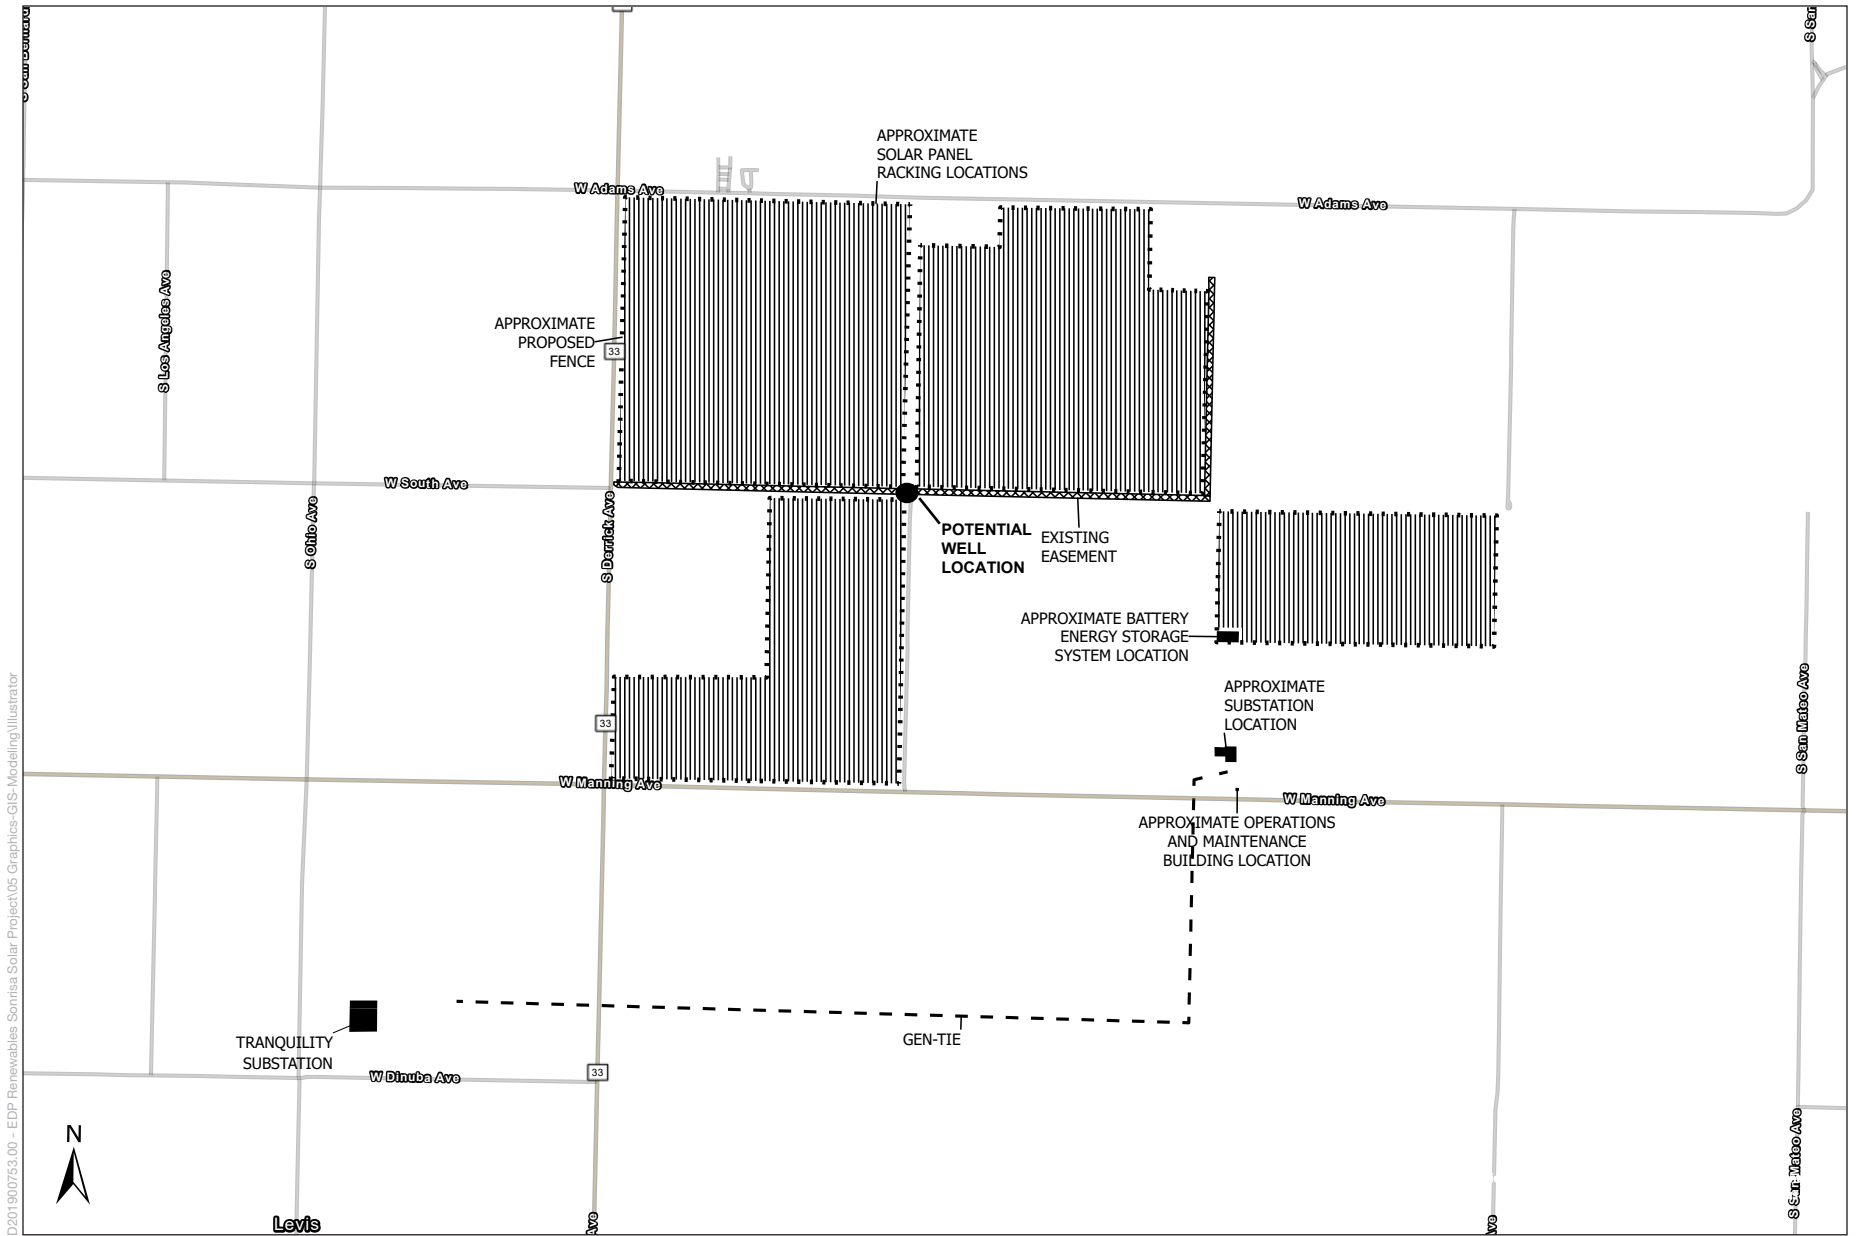 S San
W Adams Ave
APPROXIMATE
SOLAR PANEL
RACKING LOCATIONS
W Adams Ave
S Los Angeles Ave
APPROXIMATE
PROPOSED
FENCE
33
W South Ave
S Ohio Ave
S Derrick Ave
POTENTIAL
WELL
LOCATION
EXISTING
EASEMENT
APPROXIMATE BATTERY
ENERGY STORAGE
SYSTEM LOCATION
APPROXIMATE
SUBSTATION
LOCATION
S San Mateo Ave
33
W Manning Ave
W Manning Ave
APPROXIMATE OPERATIONS
AND MAINTENANCE
BUILDING LOCATION
TRANQUILITY
SUBSTATION
GEN-TIE
W Dinuba Ave
33
S San Mateo Ave
N
Levis
Ave
Ave
D201900753.00 - EDP Renewables Sonrisa Solar Project\05 Graphics-GIS-Modeling\Illustrator